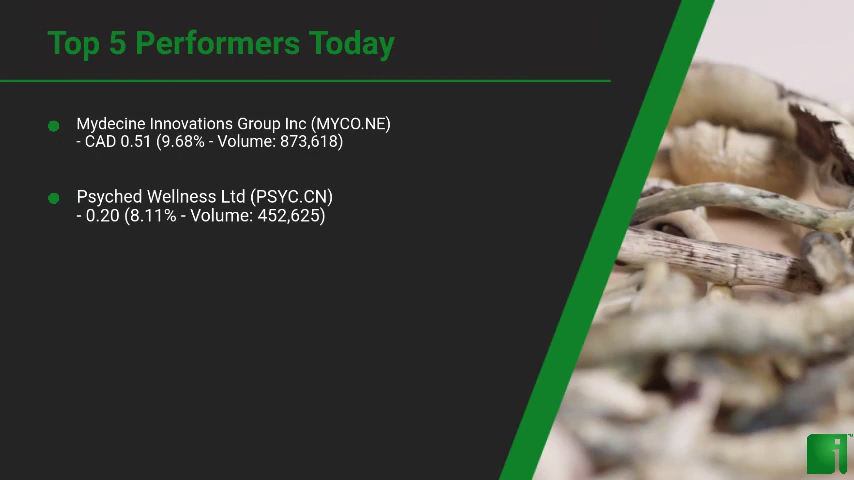 Top 5 Performers Today
Mydecine Innovations Group Inc (MYCO.NE)
- CAD 0.51 (9.68% - Volume: 873,618)
Psyched Wellness Ltd (PSYC.CN)
- 0.20 (8.11% - Volume: 452,625)
i